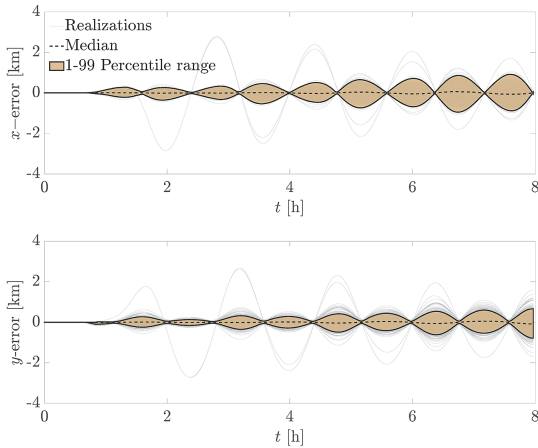 4
2
0
-2
-4
x−error [km]
Realizations
Median
1-99 Percentile range
0
2
4
6
8
t [h]
4
2
0
-2
-4
y-error [km]
0
2
4
6
8
t [h]